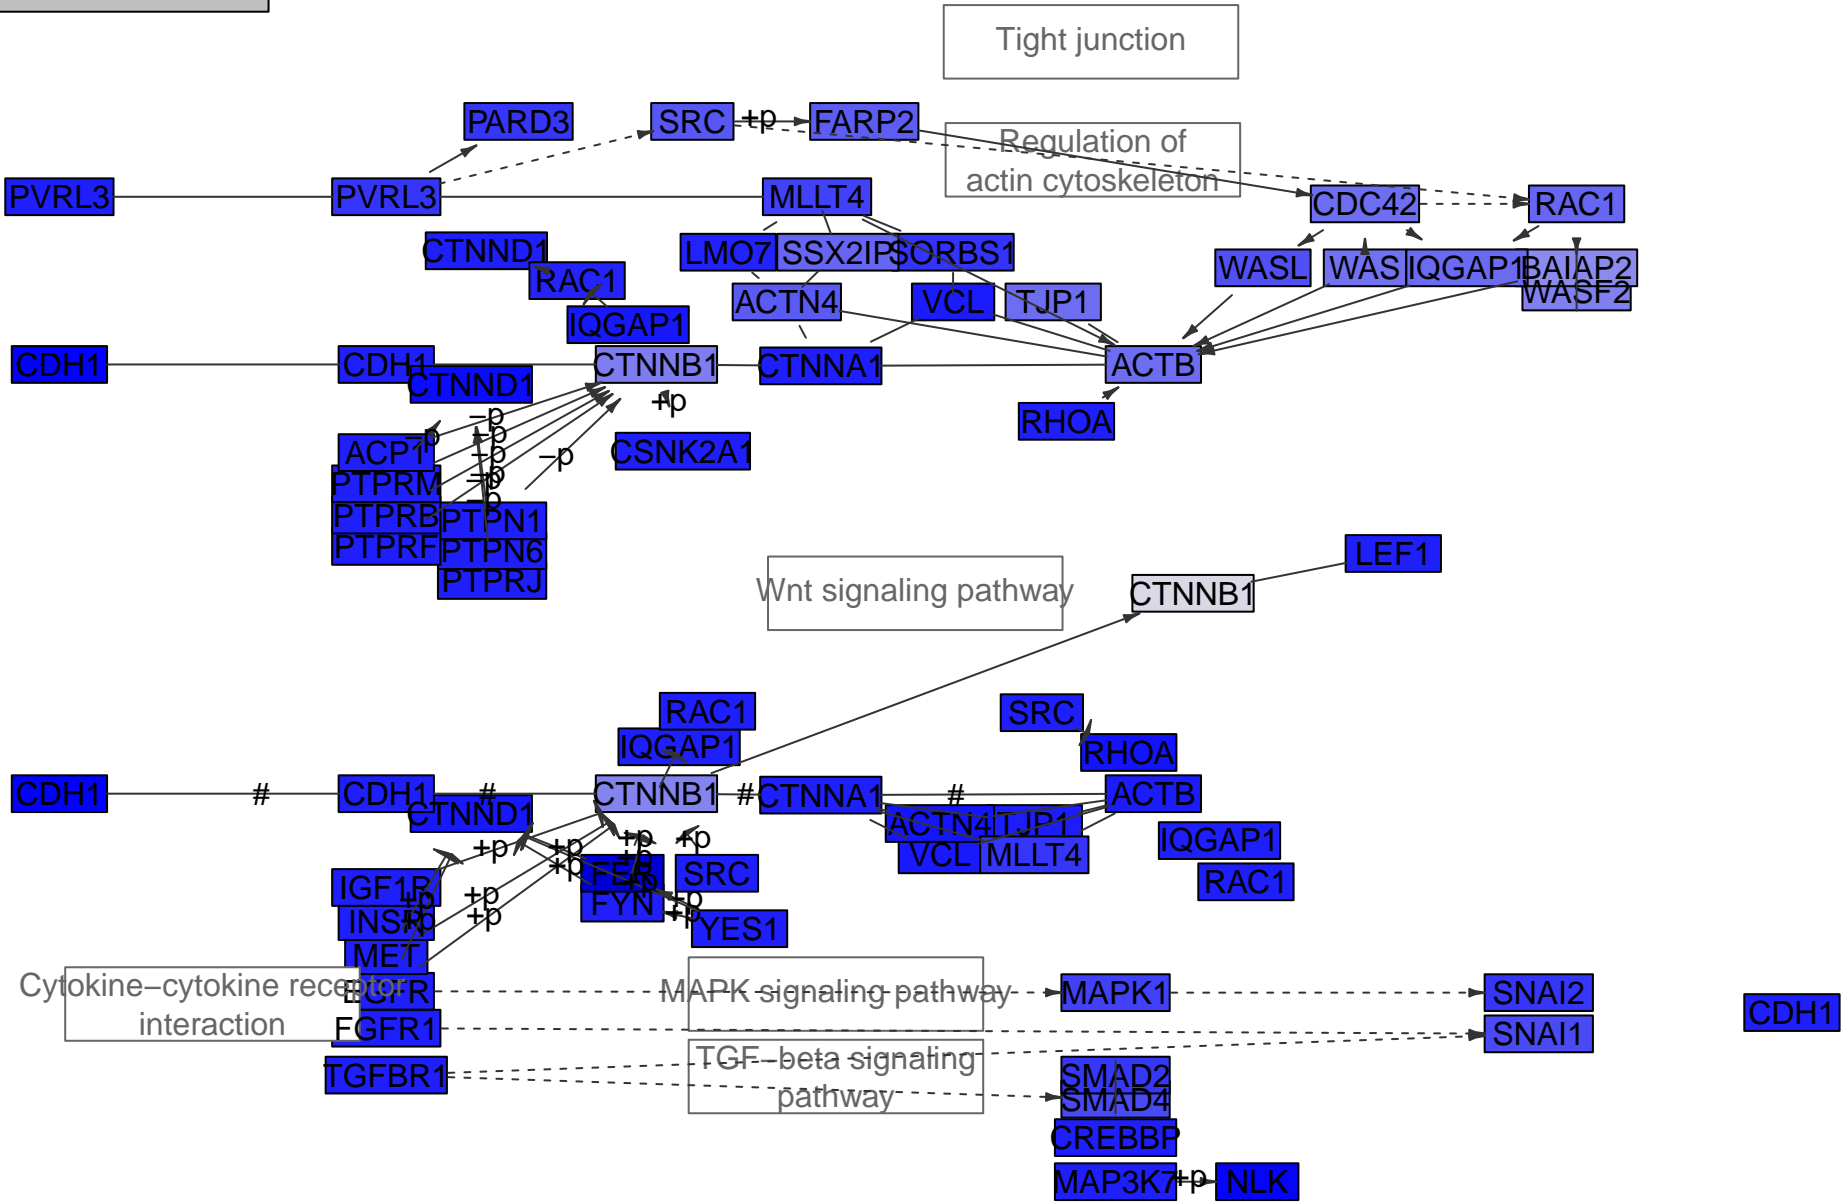 Tight junction
PARD3
SRC
+p
FARP2
Regulation of
actin cytoskeleton
PVRL3
PVRL3
MLLT4
CDC42
RAC1
CTNND1
RAC1
IQGAP1
LMO7
SSX2IP
SORBS1
ACTN4
VCL
TJP1
WASL
WAS
IQGAP1
BAIAP2
WASF2
CDH1
CDH1
CTNND1
CTNNB1
CTNNA1
ACTB
+p
RHOA
CSNK2A1
–p
–p
–p
–p
–p
–p
–p
–p
ACP1
PTPRM
PTPRB
PTPRF
PTPN1
PTPN6
PTPRJ
LEF1
Wnt signaling pathway
CTNNB1
RAC1
IQGAP1
SRC
RHOA
CDH1
#
CDH1
#
CTNND1
CTNNB1
#
CTNNA1
#
ACTB
ACTN4
TJP1
VCL
MLLT4
IQGAP1
RAC1
+p
+p
+p
+p
+p
+p
+p
FER
FYN
SRC
YES1
+p
+p
IGF1R
+p
+p
INSR
+p
+p
MET
EGFR
FGFR1
TGFBR1
Cytokine–cytokine receptor
interaction
MAPK signaling pathway
MAPK1
SNAI2
SNAI1
CDH1
TGF–beta signaling
pathway
SMAD2
SMAD4
CREBBP
MAP3K7
+p
NLK